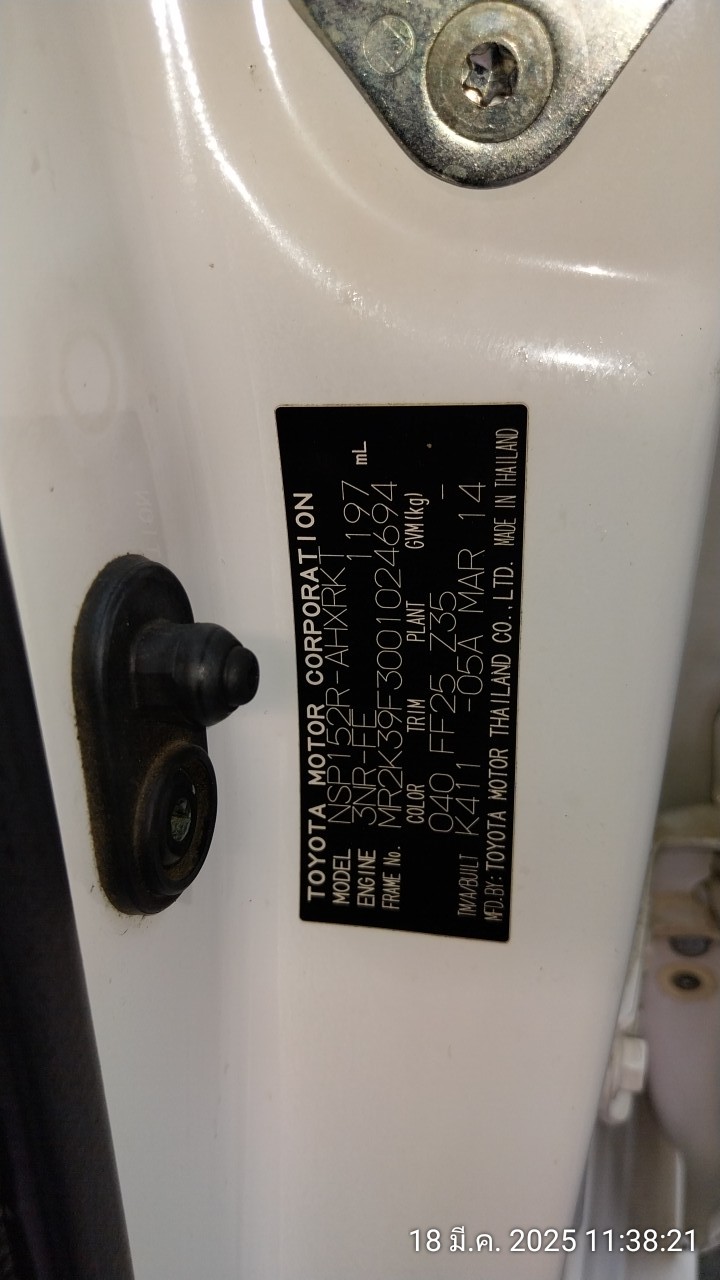 TOYOTA MOTOR CORPORATION
MODEL NSP152R-AHXRKT
ENGINE 3NR-FE 1197 mL
FRAME No. MR2K39F3001024694
COLOR TRIM PLANT GVM(kg)
040 FF25 Z35 -
TM/A/BUILT K411 -05A MAR 14
MFD.BY:TOYOTA MOTOR THAILAND CO.,LTD. MADE IN THAILAND
18 มี.ค. 2025 11:38:21